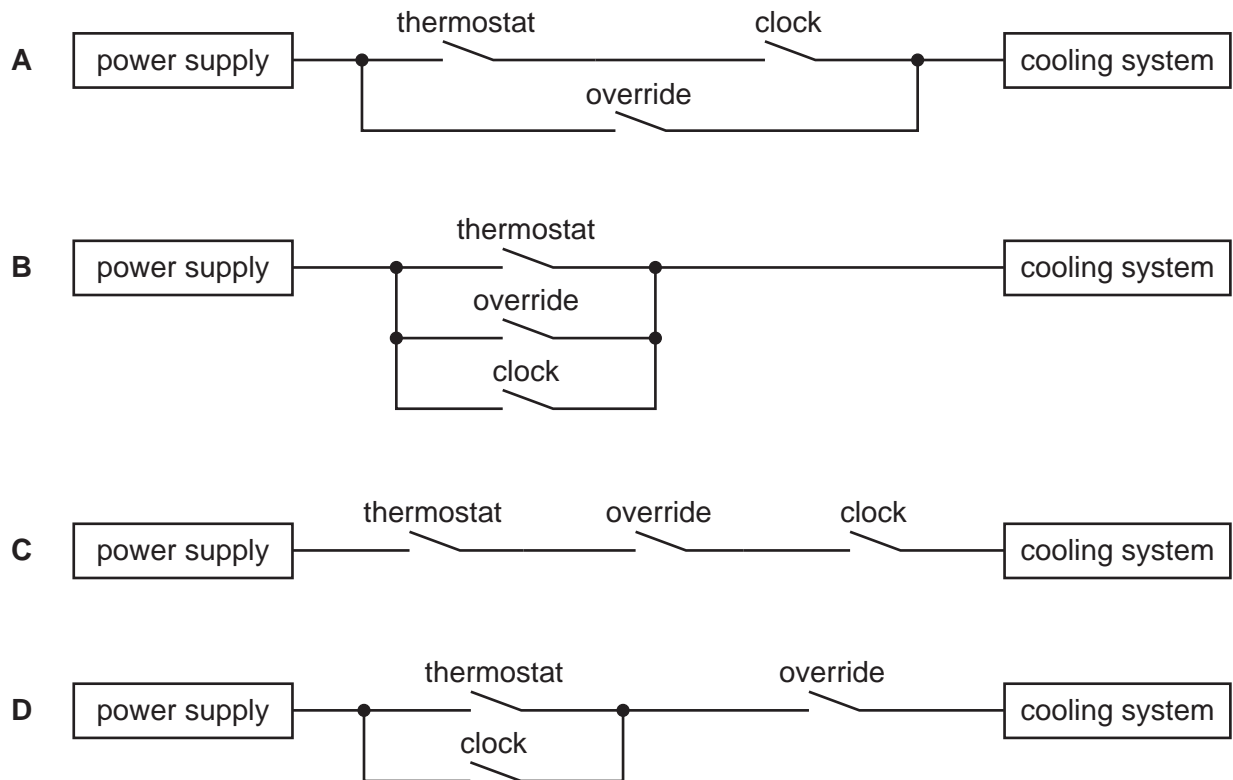 thermostat clock
A power supply cooling system
override
thermostat
B power supply cooling system
override
clock
thermostat override clock
C power supply cooling system
thermostat override
D power supply cooling system
clock